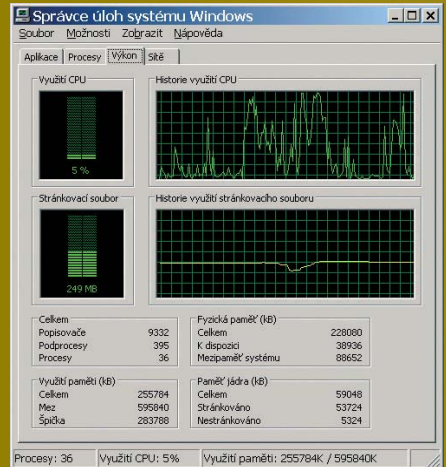 Správce úloh systému Windows
Soubor Možnosti Zobrazit Nápověda
Aplikace Procesy Výkon Sítě
Využití CPU
5 %
Historie využití CPU
Stránkovací soubor
249 MB
Historie využití stránkovacího souboru
Celkem
Popisovače 9332
Podprocesy 395
Procesy 36
Fyzická paměť (kB)
Celkem 228080
K dispozici 38936
Mezipaměť systému 88652
Využití paměti (kB)
Celkem 255784
Mez 595840
Špička 283788
Paměť jádra (kB)
Celkem 59048
Stránkováno 53724
Nestránkováno 5324
Procesy: 36 Využití CPU: 5% Využití paměti: 255784K / 595840K